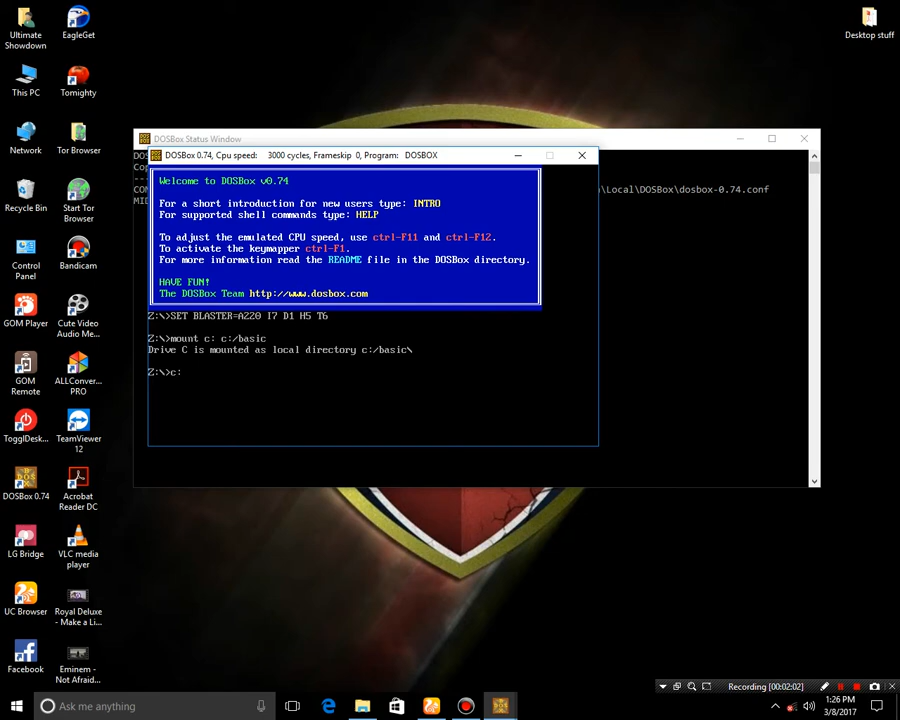 Ultimate Showdown
EagleGet
Desktop stuff
This PC
Tomighty
Network
Tor Browser
Recycle Bin
Start Tor Browser
Control Panel
Bandicam
GOM Player
Cute Video Audio Me...
GOM Remote
ALLConver... PRO
TogglDesk...
TeamViewer 12
DOSBox 0.74
Acrobat Reader DC
LG Bridge
VLC media player
UC Browser
Royal Deluxe - Make a Li...
Facebook
Eminem - Not Afraid...
DOSBox Status Window
DOSBox 0.74, Cpu speed: 3000 cycles, Frameskip 0, Program: DOSBOX
\Local\DOSBox\dosbox-0.74.conf
Welcome to DOSBox v0.74
For a short introduction for new users type: INTRO
For supported shell commands type: HELP
To adjust the emulated CPU speed, use ctrl-F11 and ctrl-F12.
To activate the keymapper ctrl-F1.
For more information read the README file in the DOSBox directory.
HAVE FUN!
The DOSBox Team http://www.dosbox.com
Z:\>SET BLASTER=A220 I7 D1 H5 T6
Z:\>mount c: c:/basic
Drive C is mounted as local directory c:/basic\
Z:\>c:
Recording [00:02:02]
Ask me anything
1:26 PM
3/8/2017